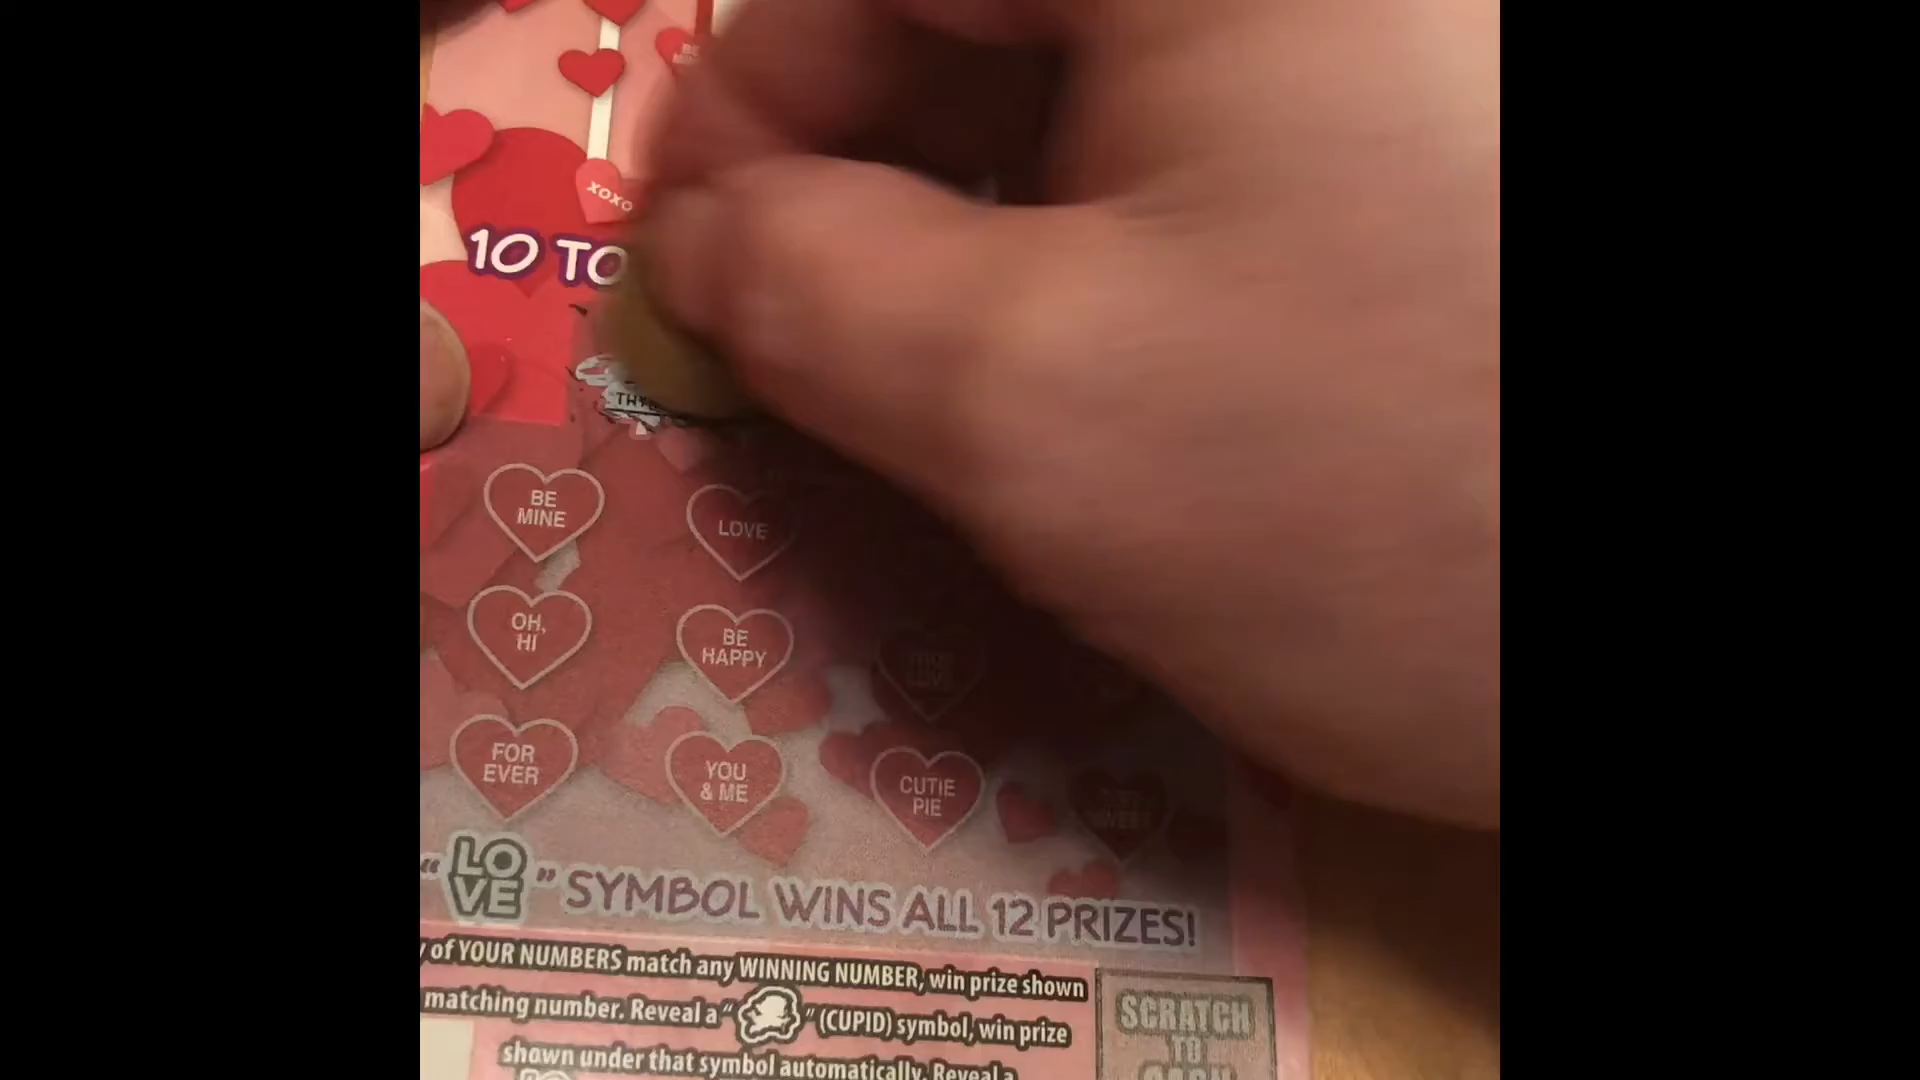 BE
XOXO
10 TO
BE
MINE
LOVE
OH,
HI
BE
HAPPY
FOR
EVER
YOU
& ME
CUTIE
PIE
"LOVE" SYMBOL WINS ALL 12 PRIZES!
of YOUR NUMBERS match any WINNING NUMBER, win prize shown
matching number. Reveal a " " (CUPID) symbol, win prize
shown under that symbol automatically. Reveal a
SCRATCH
TO